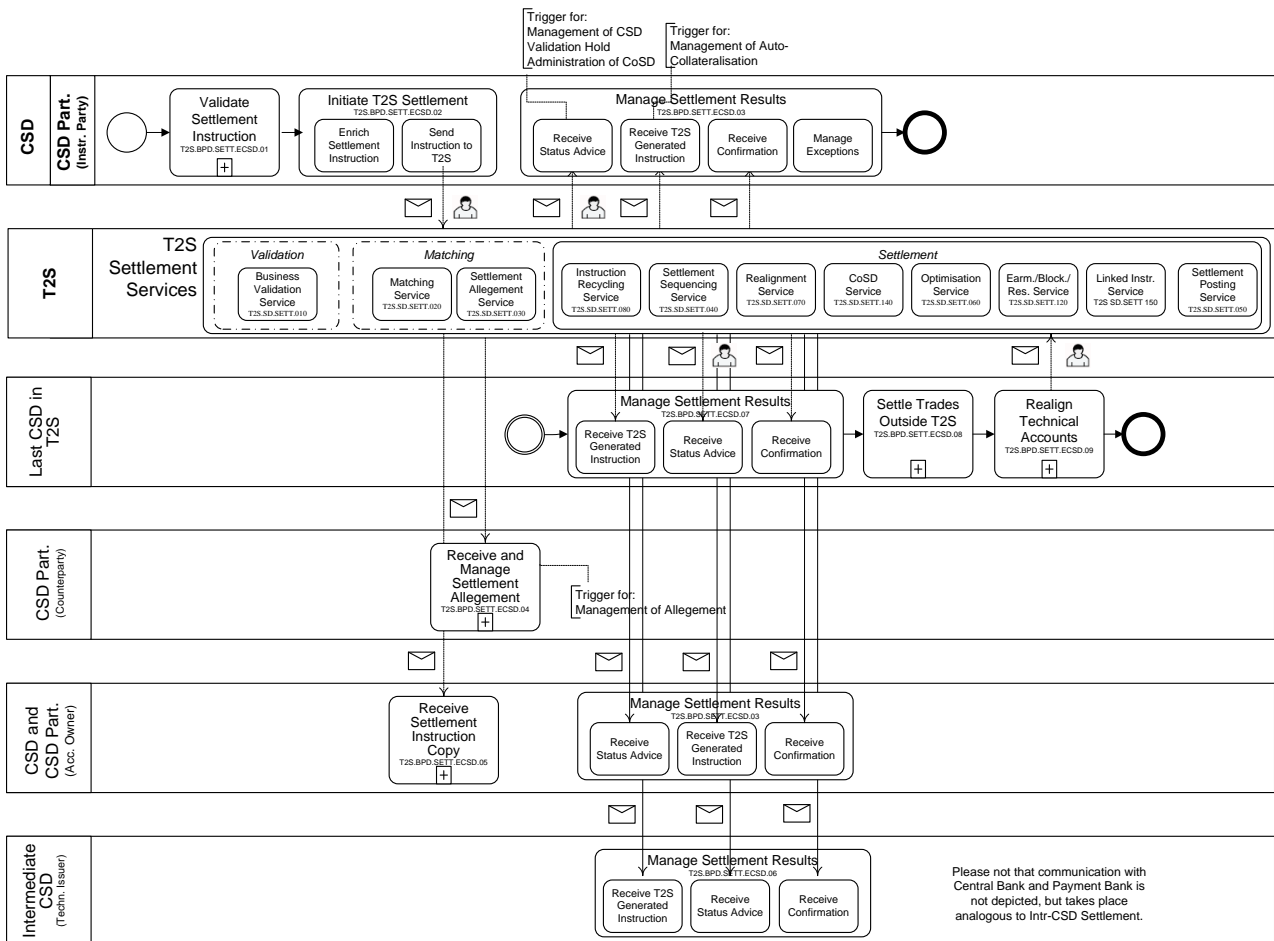 Trigger for:
Management of CSD
Validation Hold
Administration of CoSD
Trigger for:
Management of Auto-
Collateralisation
CSD
CSD Part.
(Instr. Party)
Validate
Settlement
Instruction
T2S.BPD.SETT.ECSD.01
+
Initiate T2S Settlement
T2S.BPD.SETT.ECSD.02
Enrich
Settlement
Instruction
Send
Instruction to
T2S
Manage Settlement Results
T2S.BPD.SETT.ECSD.03
Receive
Status Advice
Receive T2S
Generated
Instruction
Receive
Confirmation
Manage
Exceptions
T2S
T2S
Settlement
Services
Validation
Business
Validation
Service
T2S.SD.SETT.010
Matching
Matching
Service
T2S.SD.SETT.020
Settlement
Allegement
Service
T2S.SD.SETT.030
Settlement
Instruction
Recycling
Service
T2S.SD.SETT.080
Settlement
Sequencing
Service
T2S.SD.SETT.040
Realignment
Service
T2S.SD.SETT.070
CoSD
Service
T2S.SD.SETT.140
Optimisation
Service
T2S.SD.SETT.060
Earm./Block./
Res. Service
T2S.SD.SETT.120
Linked Instr.
Service
T2S SD.SETT 150
Settlement
Posting
Service
T2S.SD.SETT.050
Last CSD in
T2S
Manage Settlement Results
T2S.BPD.SETT.ECSD.07
Receive T2S
Generated
Instruction
Receive
Status Advice
Receive
Confirmation
Settle Trades
Outside T2S
T2S.BPD.SETT.ECSD.08
+
Realign
Technical
Accounts
T2S.BPD.SETT.ECSD.09
+
CSD Part.
(Counterparty)
Receive and
Manage
Settlement
Allegement
T2S.BPD.SETT.ECSD.04
+
Trigger for:
Management of Allegement
CSD and
CSD Part.
(Acc. Owner)
Receive
Settlement
Instruction
Copy
T2S.BPD.SETT.ECSD.05
+
Manage Settlement Results
T2S.BPD.SETT.ECSD.03
Receive
Status Advice
Receive T2S
Generated
Instruction
Receive
Confirmation
Intermediate
CSD
(Techn. Issuer)
Manage Settlement Results
T2S.BPD.SETT.ECSD.06
Receive T2S
Generated
Instruction
Receive
Status Advice
Receive
Confirmation
Please not that communication with
Central Bank and Payment Bank is
not depicted, but takes place
analogous to Intr-CSD Settlement.